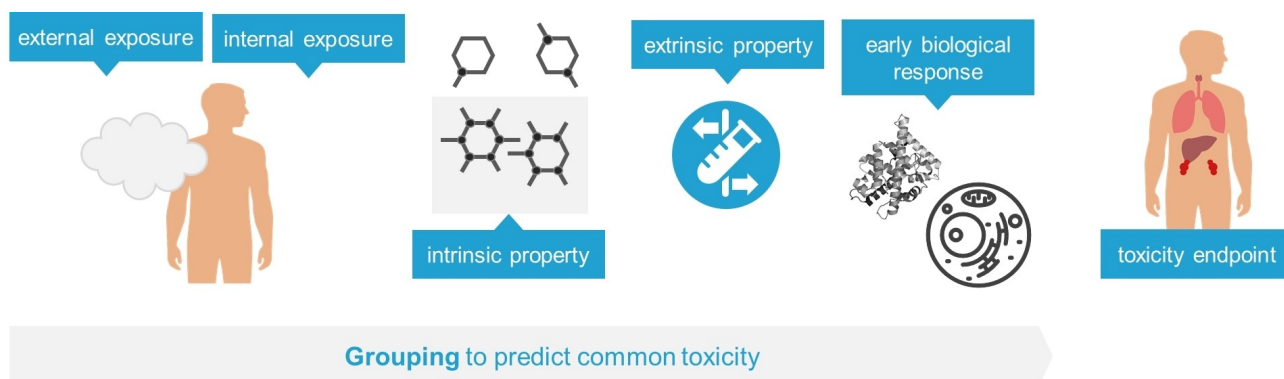 external exposure
internal exposure
extrinsic property
early biological
response
intrinsic property
toxicity endpoint
Grouping to predict common toxicity